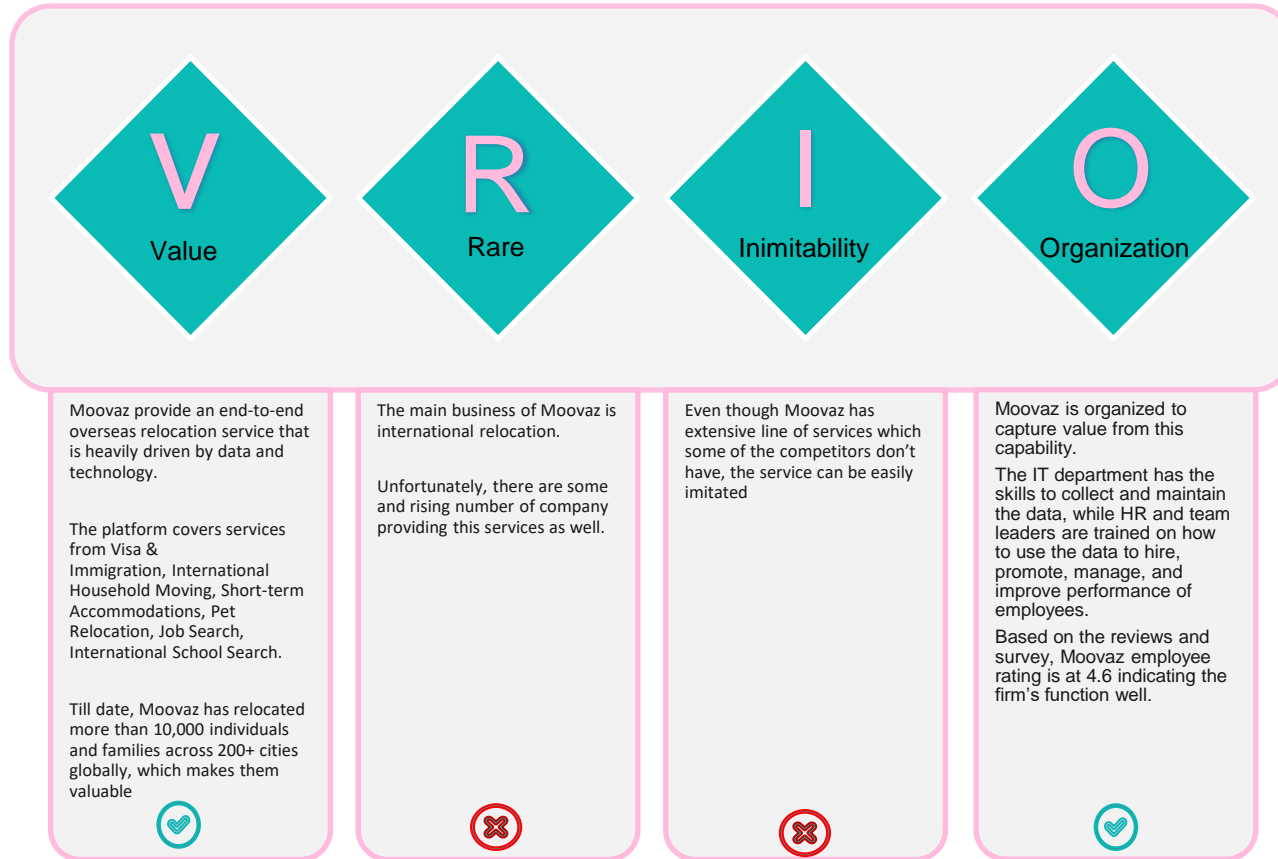 V
Value
R
Rare
I
Inimitability
O
Organization
Moovaz provide an end-to-end
overseas relocation service that
is heavily driven by data and
technology.
The platform covers services
from Visa &
Immigration, International
Household Moving, Short-term
Accommodations, Pet
Relocation, Job Search,
International School Search.
Till date, Moovaz has relocated
more than 10,000 individuals
and families across 200+ cities
globally, which makes them
valuable
The main business of Moovaz is
international relocation.
Unfortunately, there are some
and rising number of company
providing this services as well.
Even though Moovaz has
extensive line of services which
some of the competitors don’t
have, the service can be easily
imitated
Moovaz is organized to
capture value from this
capability.
The IT department has the
skills to collect and maintain
the data, while HR and team
leaders are trained on how
to use the data to hire,
promote, manage, and
improve performance of
employees.
Based on the reviews and
survey, Moovaz employee
rating is at 4.6 indicating the
firm’s function well.